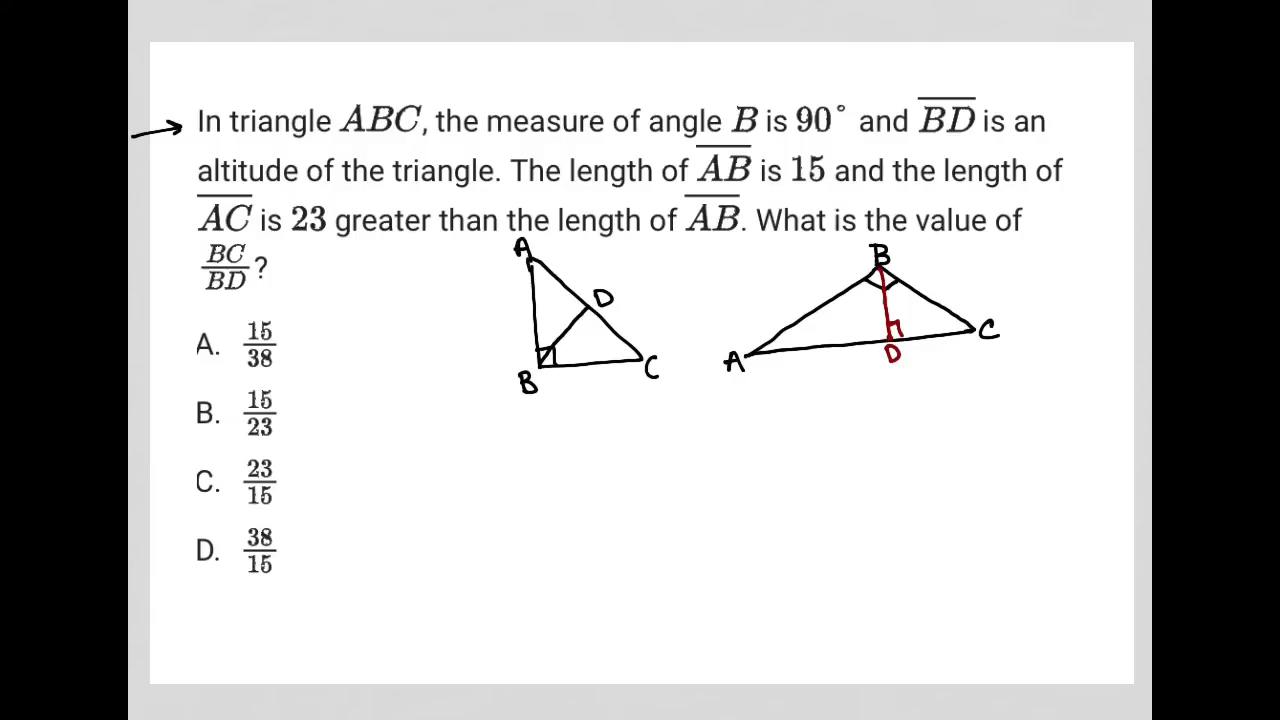 In triangle ABC, the measure of angle B is 90° and BD is an
altitude of the triangle. The length of AB is 15 and the length of
AC is 23 greater than the length of AB. What is the value of
BC/BD?
A. 15/38
B. 15/23
C. 23/15
D. 38/15
A
D
B
C
B
A
D
C